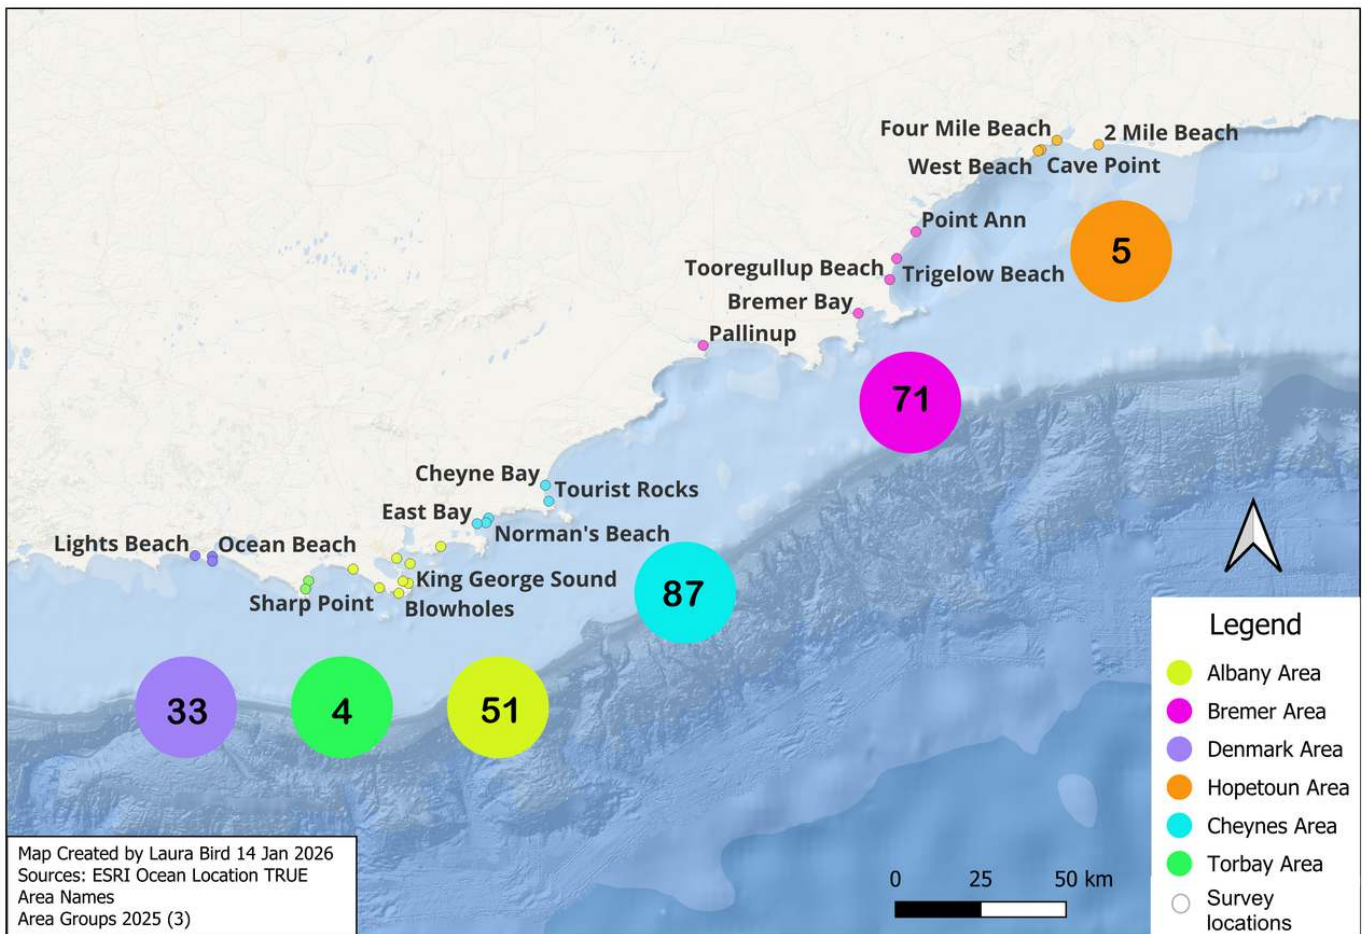 Four Mile Beach
2 Mile Beach
West Beach
Cave Point
Point Ann
5
Tooregullup Beach
Trigelow Beach
Bremer Bay
Pallinup
71
Cheyne Bay
Tourist Rocks
East Bay
Norman's Beach
Lights Beach
Ocean Beach
King George Sound
Sharp Point
Blowholes
87
33
4
51
Legend
Albany Area
Bremer Area
Denmark Area
Hopetoun Area
Cheynes Area
Torbay Area
Survey
locations
Map Created by Laura Bird 14 Jan 2026
Sources: ESRI Ocean Location TRUE
Area Names
Area Groups 2025 (3)
0 25 50 km